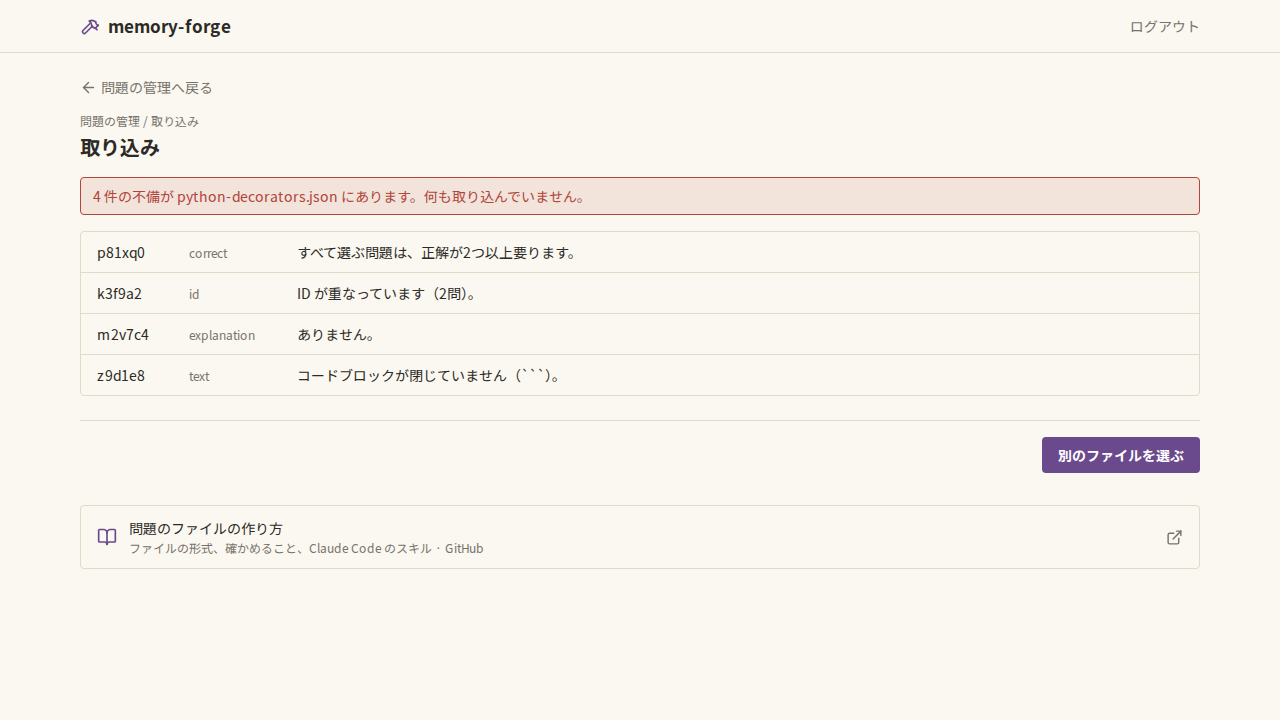 memory-forge
ログアウト
問題の管理へ戻る
問題の管理 / 取り込み
取り込み
4 件の不備が python-decorators.json にあります。何も取り込んでいません。
p81xq0 correct すべて選ぶ問題は、正解が2つ以上要ります。
k3f9a2 id ID が重なっています（2問）。
m2v7c4 explanation ありません。
z9d1e8 text コードブロックが閉じていません（```）。
別のファイルを選ぶ
問題のファイルの作り方
ファイルの形式、確かめること、Claude Code のスキル · GitHub